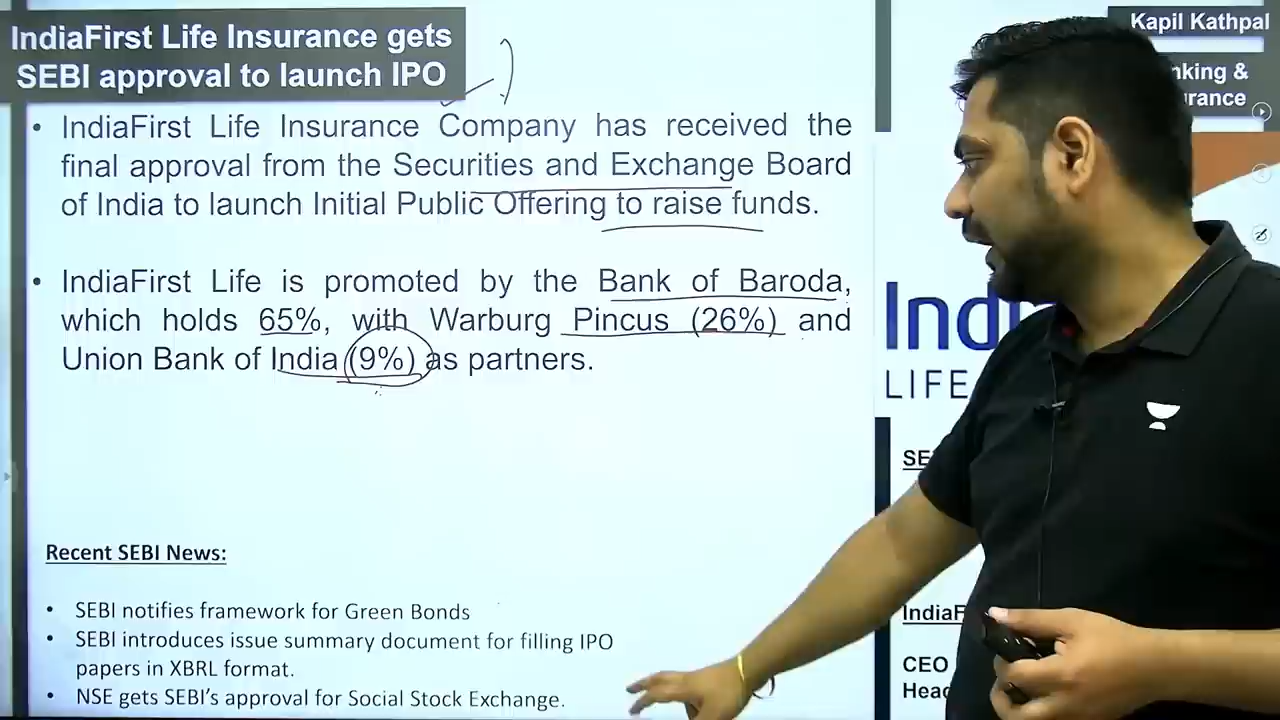 IndiaFirst Life Insurance gets
SEBI approval to launch IPO
Kapil Kathpal
• IndiaFirst Life Insurance Company has received the
final approval from the Securities and Exchange Board
of India to launch Initial Public Offering to raise funds.
• IndiaFirst Life is promoted by the Bank of Baroda,
which holds 65%, with Warburg Pincus (26%) and
Union Bank of India (9%) as partners.
LIFE
Recent SEBI News:
• SEBI notifies framework for Green Bonds
• SEBI introduces issue summary document for filling IPO
papers in XBRL format.
• NSE gets SEBI's approval for Social Stock Exchange.
CEO